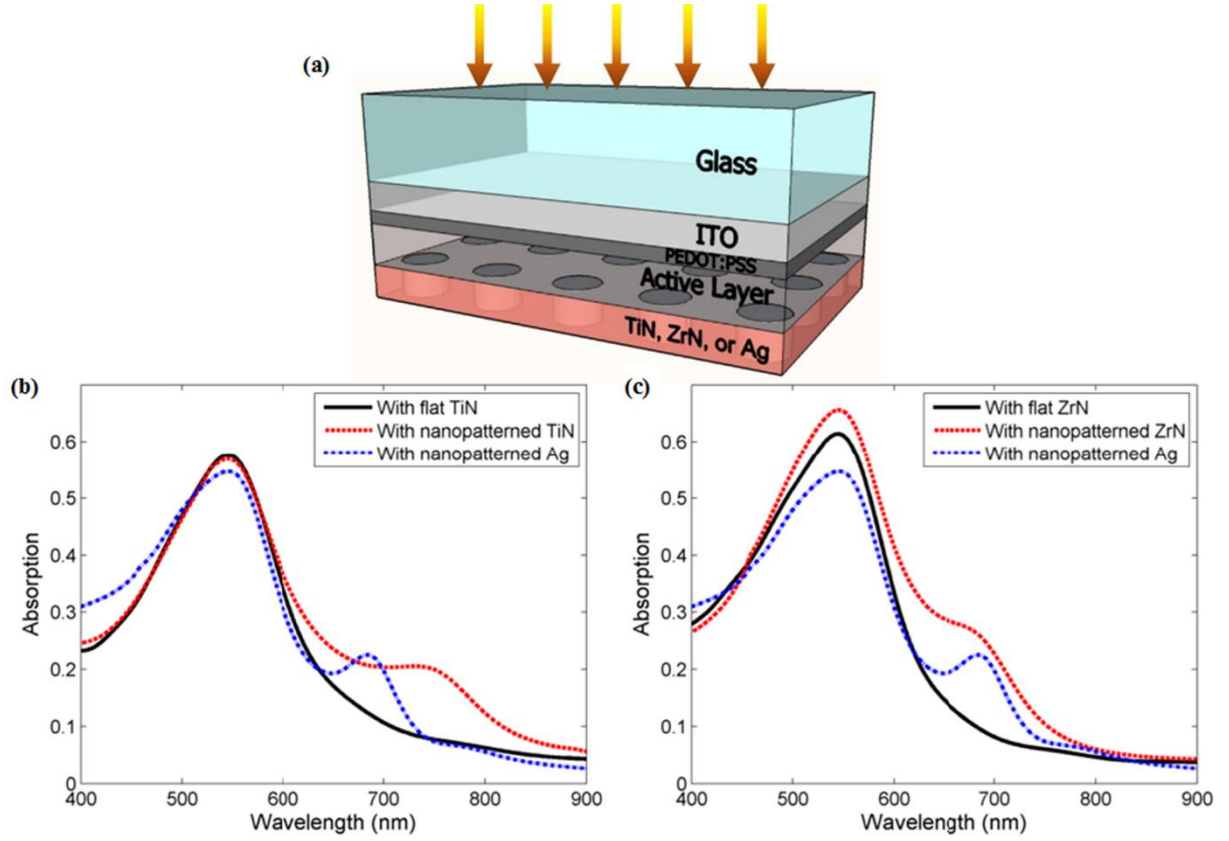 (a)
Glass
ITO
PEDOT:PSS
Active Layer
TiN, ZrN, or Ag
(b)
With flat TiN
With nanopatterned TiN
With nanopatterned Ag
0.6
0.5
0.4
0.3
0.2
0.1
0
Absorption
400 500 600 700 800 900
Wavelength (nm)
(c)
With flat ZrN
With nanopatterned ZrN
With nanopatterned Ag
0.6
0.5
0.4
0.3
0.2
0.1
0
Absorption
400 500 600 700 800 900
Wavelength (nm)